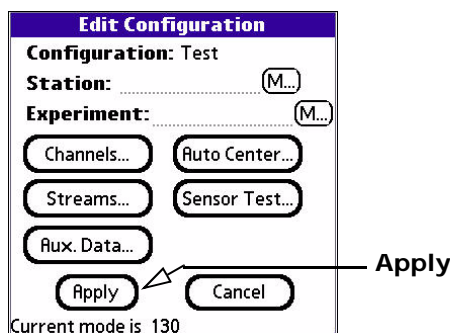 Edit Configuration
Configuration: Test
Station: (M...)
Experiment: (M...)
Channels... Auto Center...
Streams... Sensor Test...
Aux. Data...
Apply Cancel
Apply
Current mode is 130